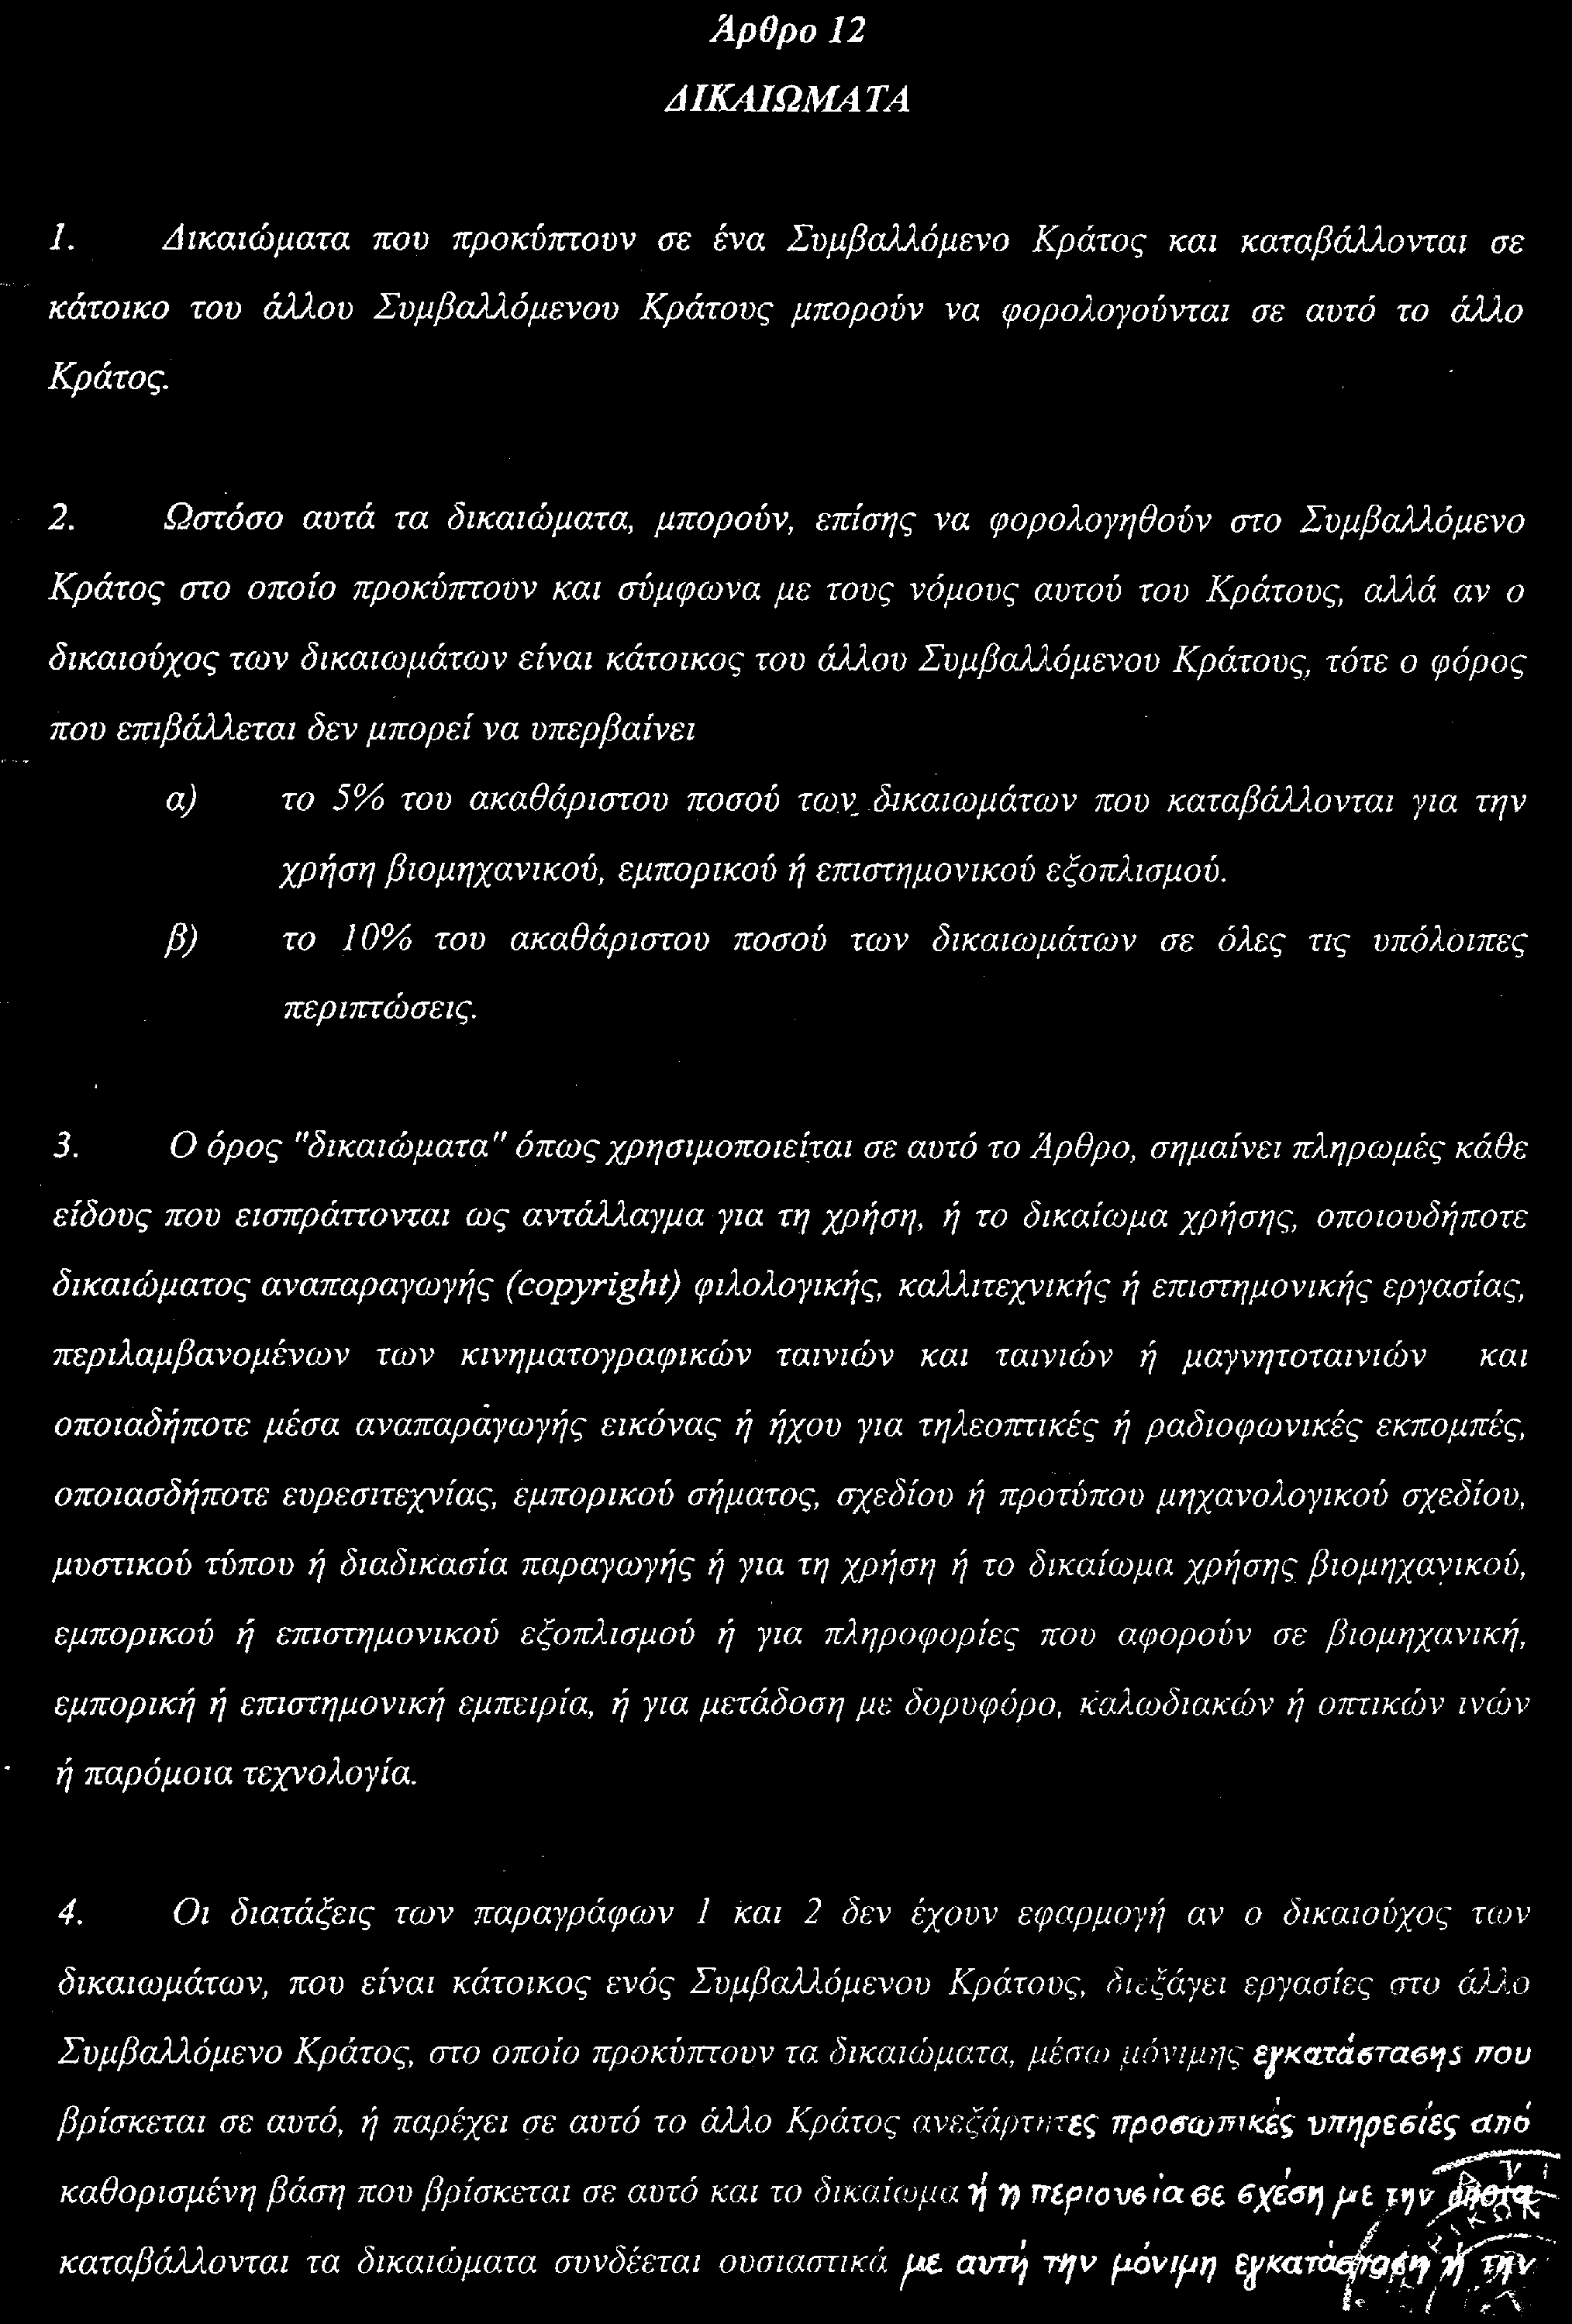 Άρθρο 12
ΔΙΚΑΙΩΜΑΤΑ
1. Δικαιώματα που προκύπτουν σε ένα Συμβαλλόμενο Κράτος και καταβάλλονται σε
κάτοικο του άλλου Συμβαλλόμενου Κράτους μπορούν να φορολογούνται σε αυτό το άλλο
Κράτος.
2. Ωστόσο αυτά τα δικαιώματα, μπορούν, επίσης να φορολογηθούν στο Συμβαλλόμενο
Κράτος στο οποίο προκύπτουν και σύμφωνα με τους νόμους αυτού του Κράτους, αλλά αν ο
δικαιούχος των δικαιωμάτων είναι κάτοικος του άλλου Συμβαλλόμενου Κράτους, τότε ο φόρος
που επιβάλλεται δεν μπορεί να υπερβαίνει
α) το 5% του ακαθάριστου ποσού των δικαιωμάτων που καταβάλλονται για την
χρήση βιομηχανικού, εμπορικού ή επιστημονικού εξοπλισμού.
β) το 10% του ακαθάριστου ποσού των δικαιωμάτων σε όλες τις υπόλοιπες
περιπτώσεις.
3. Ο όρος "δικαιώματα" όπως χρησιμοποιείται σε αυτό το Άρθρο, σημαίνει πληρωμές κάθε
είδους που εισπράττονται ως αντάλλαγμα για τη χρήση, ή το δικαίωμα χρήσης, οποιουδήποτε
δικαιώματος αναπαραγωγής (copyright) φιλολογικής, καλλιτεχνικής ή επιστημονικής εργασίας,
περιλαμβανομένων των κινηματογραφικών ταινιών και ταινιών ή μαγνητοταινιών και
οποιαδήποτε μέσα αναπαράγωγής εικόνας ή ήχου για τηλεοπτικές ή ραδιοφωνικές εκπομπές,
οποιασδήποτε ευρεσιτεχνίας, εμπορικού σήματος, σχεδίου ή προτύπου μηχανολογικού σχεδίου,
μυστικού τύπου ή διαδικασία παραγωγής ή για τη χρήση ή το δικαίωμα χρήσης βιομηχανικού,
εμπορικού ή επιστημονικού εξοπλισμού ή για πληροφορίες που αφορούν σε βιομηχανική,
εμπορική ή επιστημονική εμπειρία, ή για μετάδοση με δορυφόρο, καλωδιακών ή οπτικών ινών
ή παρόμοια τεχνολογία.
4. Οι διατάξεις των παραγράφων 1 και 2 δεν έχουν εφαρμογή αν ο δικαιούχος των
δικαιωμάτων, που είναι κάτοικος ενός Συμβαλλόμενου Κράτους, διεξάγει εργασίες στο άλλο
Συμβαλλόμενο Κράτος, στο οποίο προκύπτουν τα δικαιώματα, μέσω μόνιμης εγκατάστασης που
βρίσκεται σε αυτό, ή παρέχει σε αυτό το άλλο Κράτος ανεξάρτητες προσωπικές υπηρεσίες από
καθορισμένη βάση που βρίσκεται σε αυτό και το δικαίωμα ή η περιουσία σε σχέση με την οποία
καταβάλλονται τα δικαιώματα συνδέεται ουσιαστικά με αυτή την μόνιμη εγκατάσταση ή την